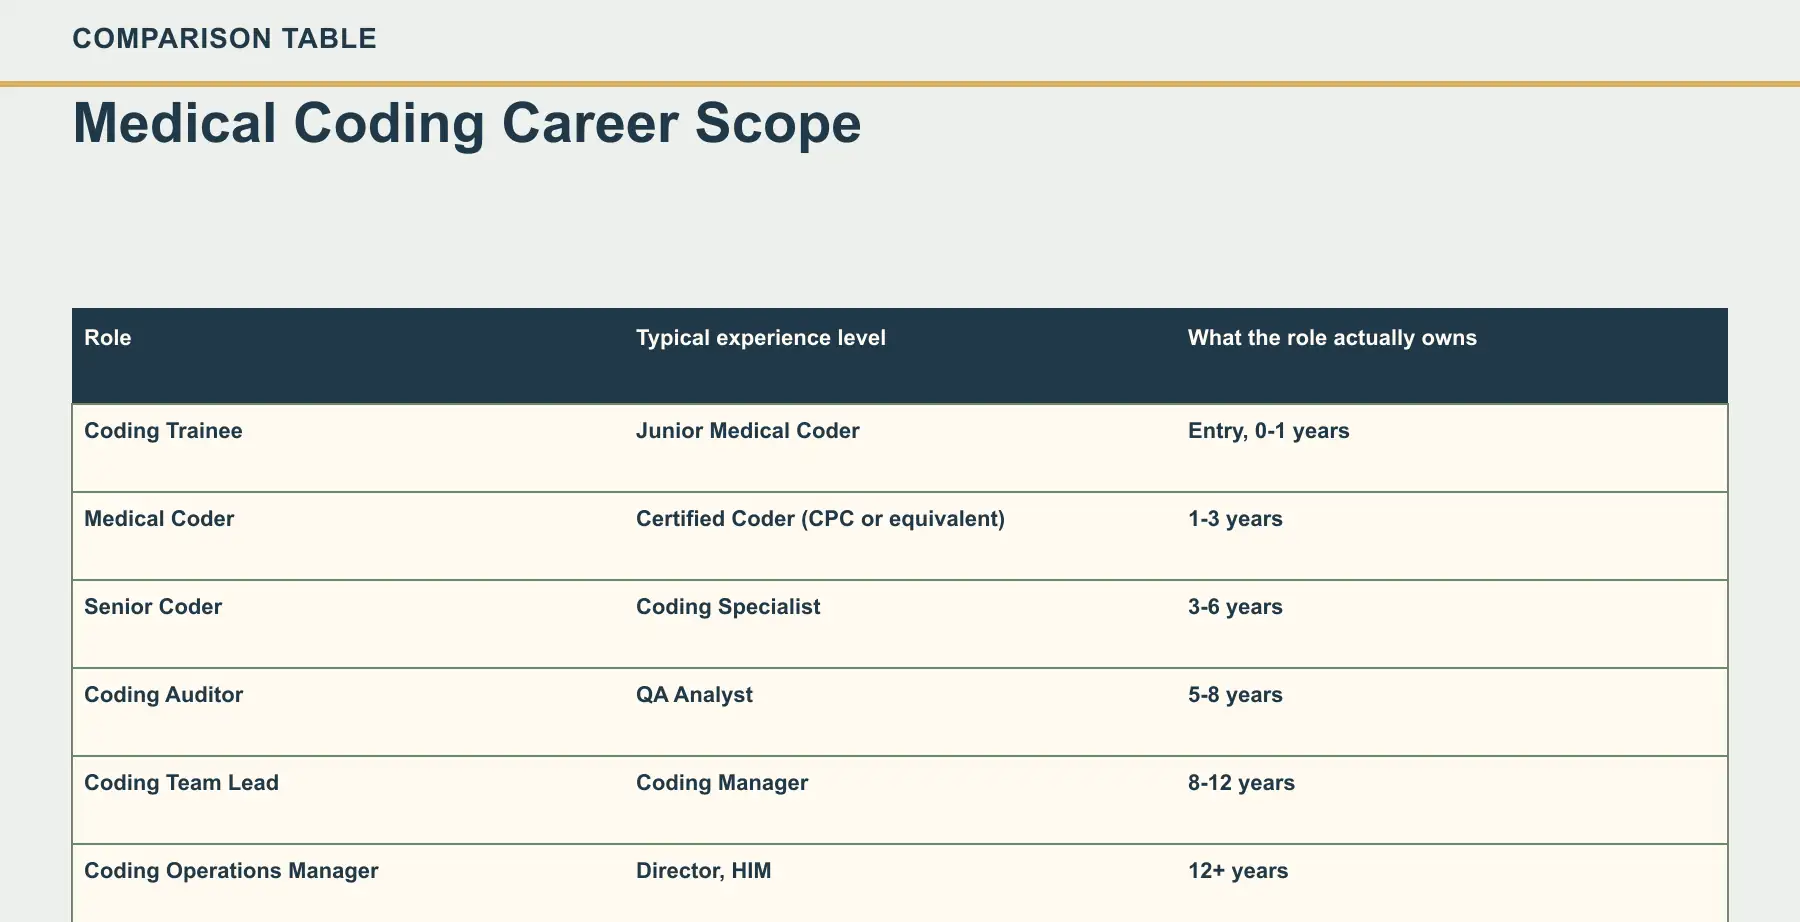 COMPARISON TABLE
Medical Coding Career Scope
Role Typical experience level What the role actually owns
Coding Trainee Junior Medical Coder Entry, 0-1 years
Medical Coder Certified Coder (CPC or equivalent) 1-3 years
Senior Coder Coding Specialist 3-6 years
Coding Auditor QA Analyst 5-8 years
Coding Team Lead Coding Manager 8-12 years
Coding Operations Manager Director, HIM 12+ years